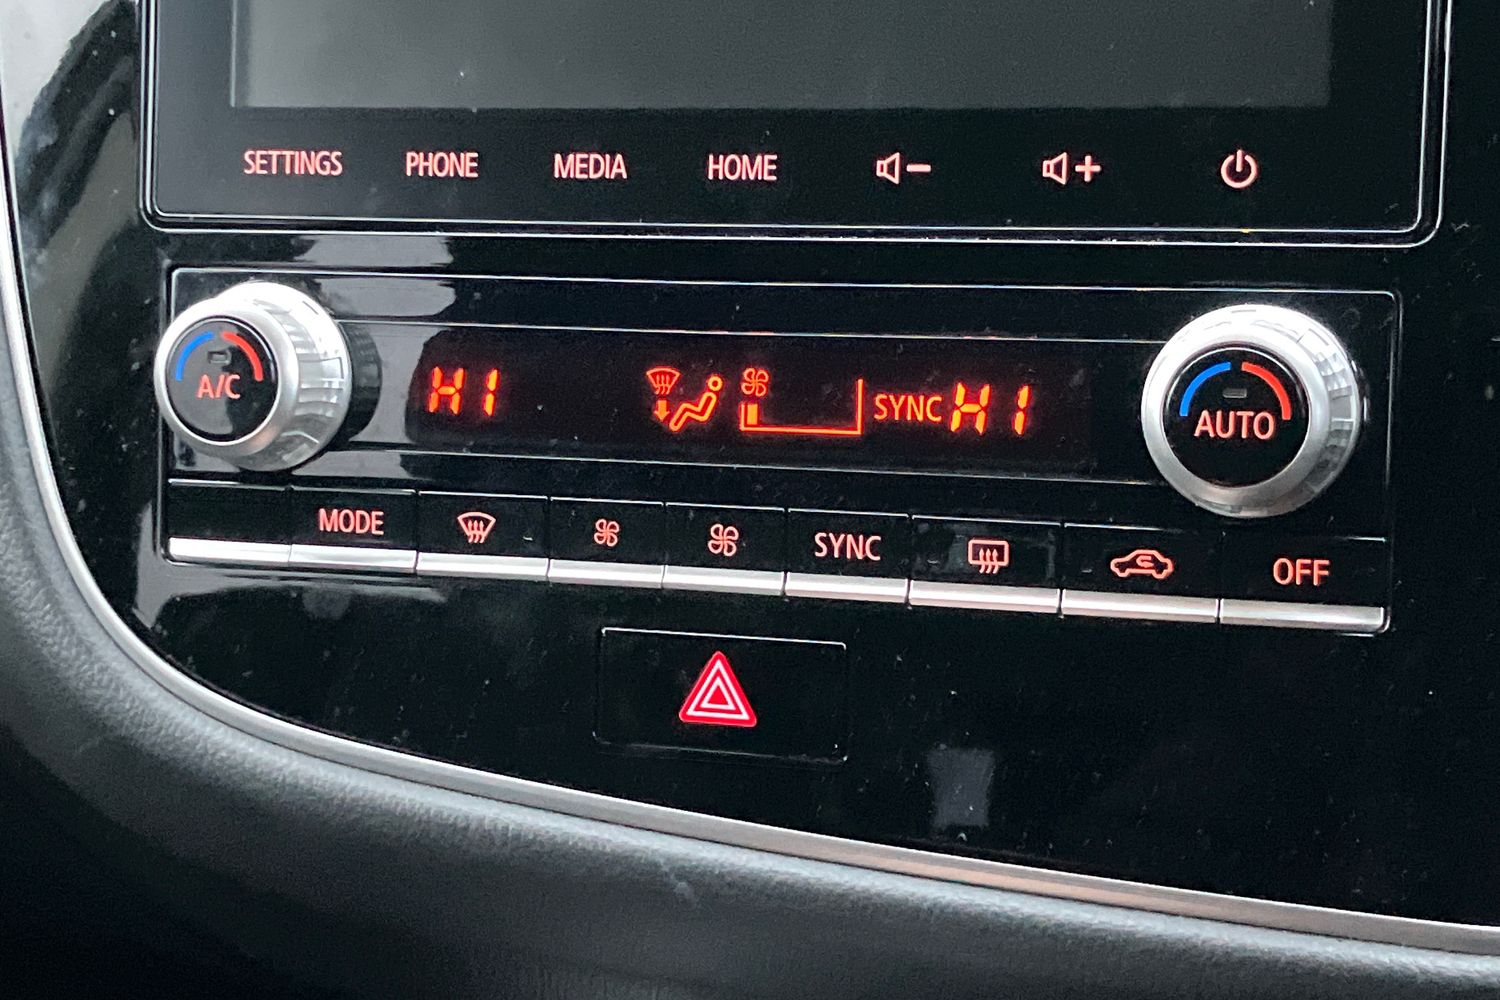 SETTINGS PHONE MEDIA HOME
A/C HI SYNC HI AUTO
MODE SYNC OFF